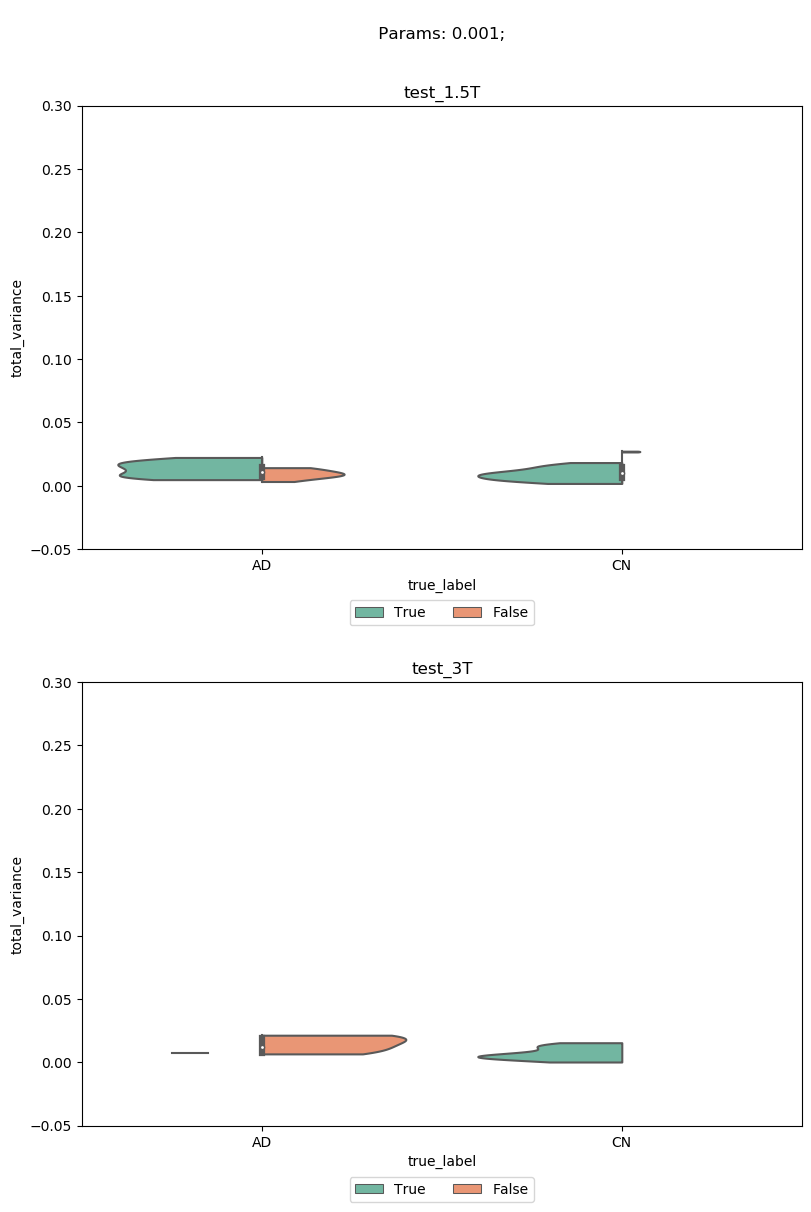 Params: 0.001;
test_1.5T
0.30
0.25
0.20
0.15
0.10
0.05
0.00
−0.05
total_variance
AD CN
true_label
True False
test_3T
0.30
0.25
0.20
0.15
0.10
0.05
0.00
−0.05
total_variance
AD CN
true_label
True False